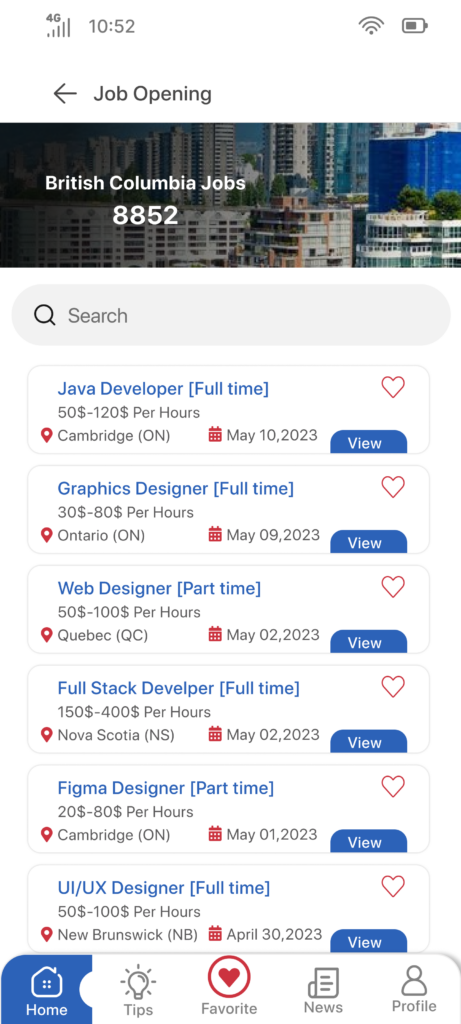 4G 10:52
Job Opening
British Columbia Jobs
8852
Search
Java Developer [Full time]
50$-120$ Per Hours
Cambridge (ON) May 10,2023 View
Graphics Designer [Full time]
30$-80$ Per Hours
Ontario (ON) May 09,2023 View
Web Designer [Part time]
50$-100$ Per Hours
Quebec (QC) May 02,2023 View
Full Stack Develper [Full time]
150$-400$ Per Hours
Nova Scotia (NS) May 02,2023 View
Figma Designer [Part time]
20$-80$ Per Hours
Cambridge (ON) May 01,2023 View
UI/UX Designer [Full time]
50$-100$ Per Hours
New Brunswick (NB) April 30,2023 View
Home Tips Favorite News Profile